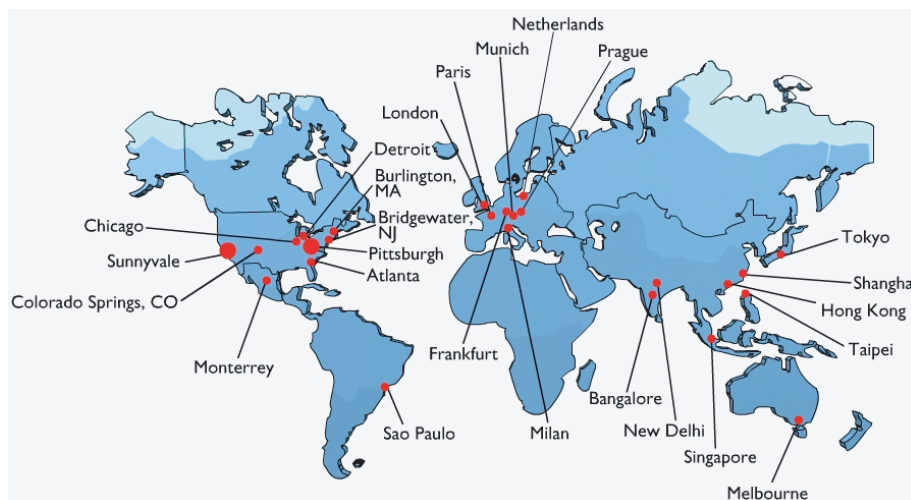 Netherlands
Munich
Prague
Paris
London
Detroit
Burlington,
MA
Bridgewater,
NJ
Chicago
Pittsburgh
Sunnyvale
Atlanta
Colorado Springs, CO
Monterrey
Sao Paulo
Frankfurt
Milan
Tokyo
Shangha
Hong Kong
Taipei
Bangalore
New Delhi
Singapore
Melbourne